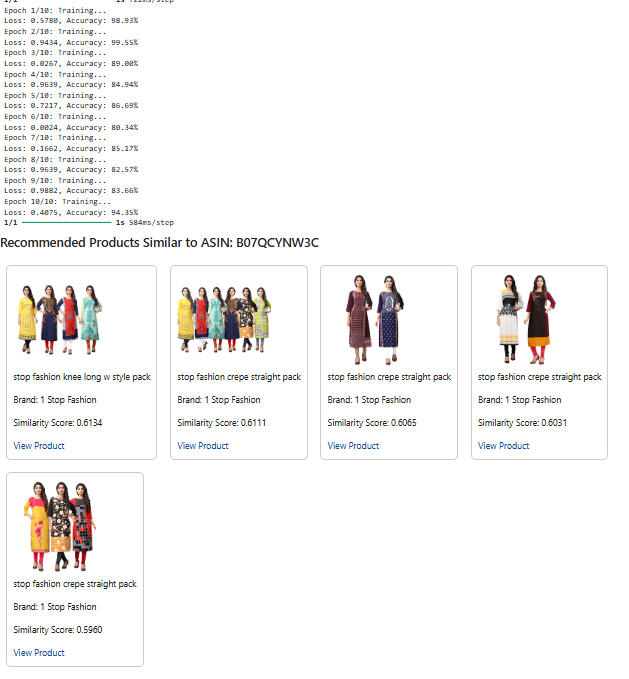 1/1 1s 722ms/step
Epoch 1/10: Training...
Loss: 0.5780, Accuracy: 98.93%
Epoch 2/10: Training...
Loss: 0.9434, Accuracy: 99.55%
Epoch 3/10: Training...
Loss: 0.0267, Accuracy: 89.00%
Epoch 4/10: Training...
Loss: 0.9639, Accuracy: 84.94%
Epoch 5/10: Training...
Loss: 0.7217, Accuracy: 86.69%
Epoch 6/10: Training...
Loss: 0.0024, Accuracy: 80.34%
Epoch 7/10: Training...
Loss: 0.1662, Accuracy: 85.17%
Epoch 8/10: Training...
Loss: 0.9639, Accuracy: 82.57%
Epoch 9/10: Training...
Loss: 0.9882, Accuracy: 83.66%
Epoch 10/10: Training...
Loss: 0.4075, Accuracy: 94.35%
1/1 1s 584ms/step
Recommended Products Similar to ASIN: B07QCYNW3C
stop fashion knee long w style pack
Brand: 1 Stop Fashion
Similarity Score: 0.6134
View Product
stop fashion crepe straight pack
Brand: 1 Stop Fashion
Similarity Score: 0.6111
View Product
stop fashion crepe straight pack
Brand: 1 Stop Fashion
Similarity Score: 0.6065
View Product
stop fashion crepe straight pack
Brand: 1 Stop Fashion
Similarity Score: 0.6031
View Product
stop fashion crepe straight pack
Brand: 1 Stop Fashion
Similarity Score: 0.5960
View Product